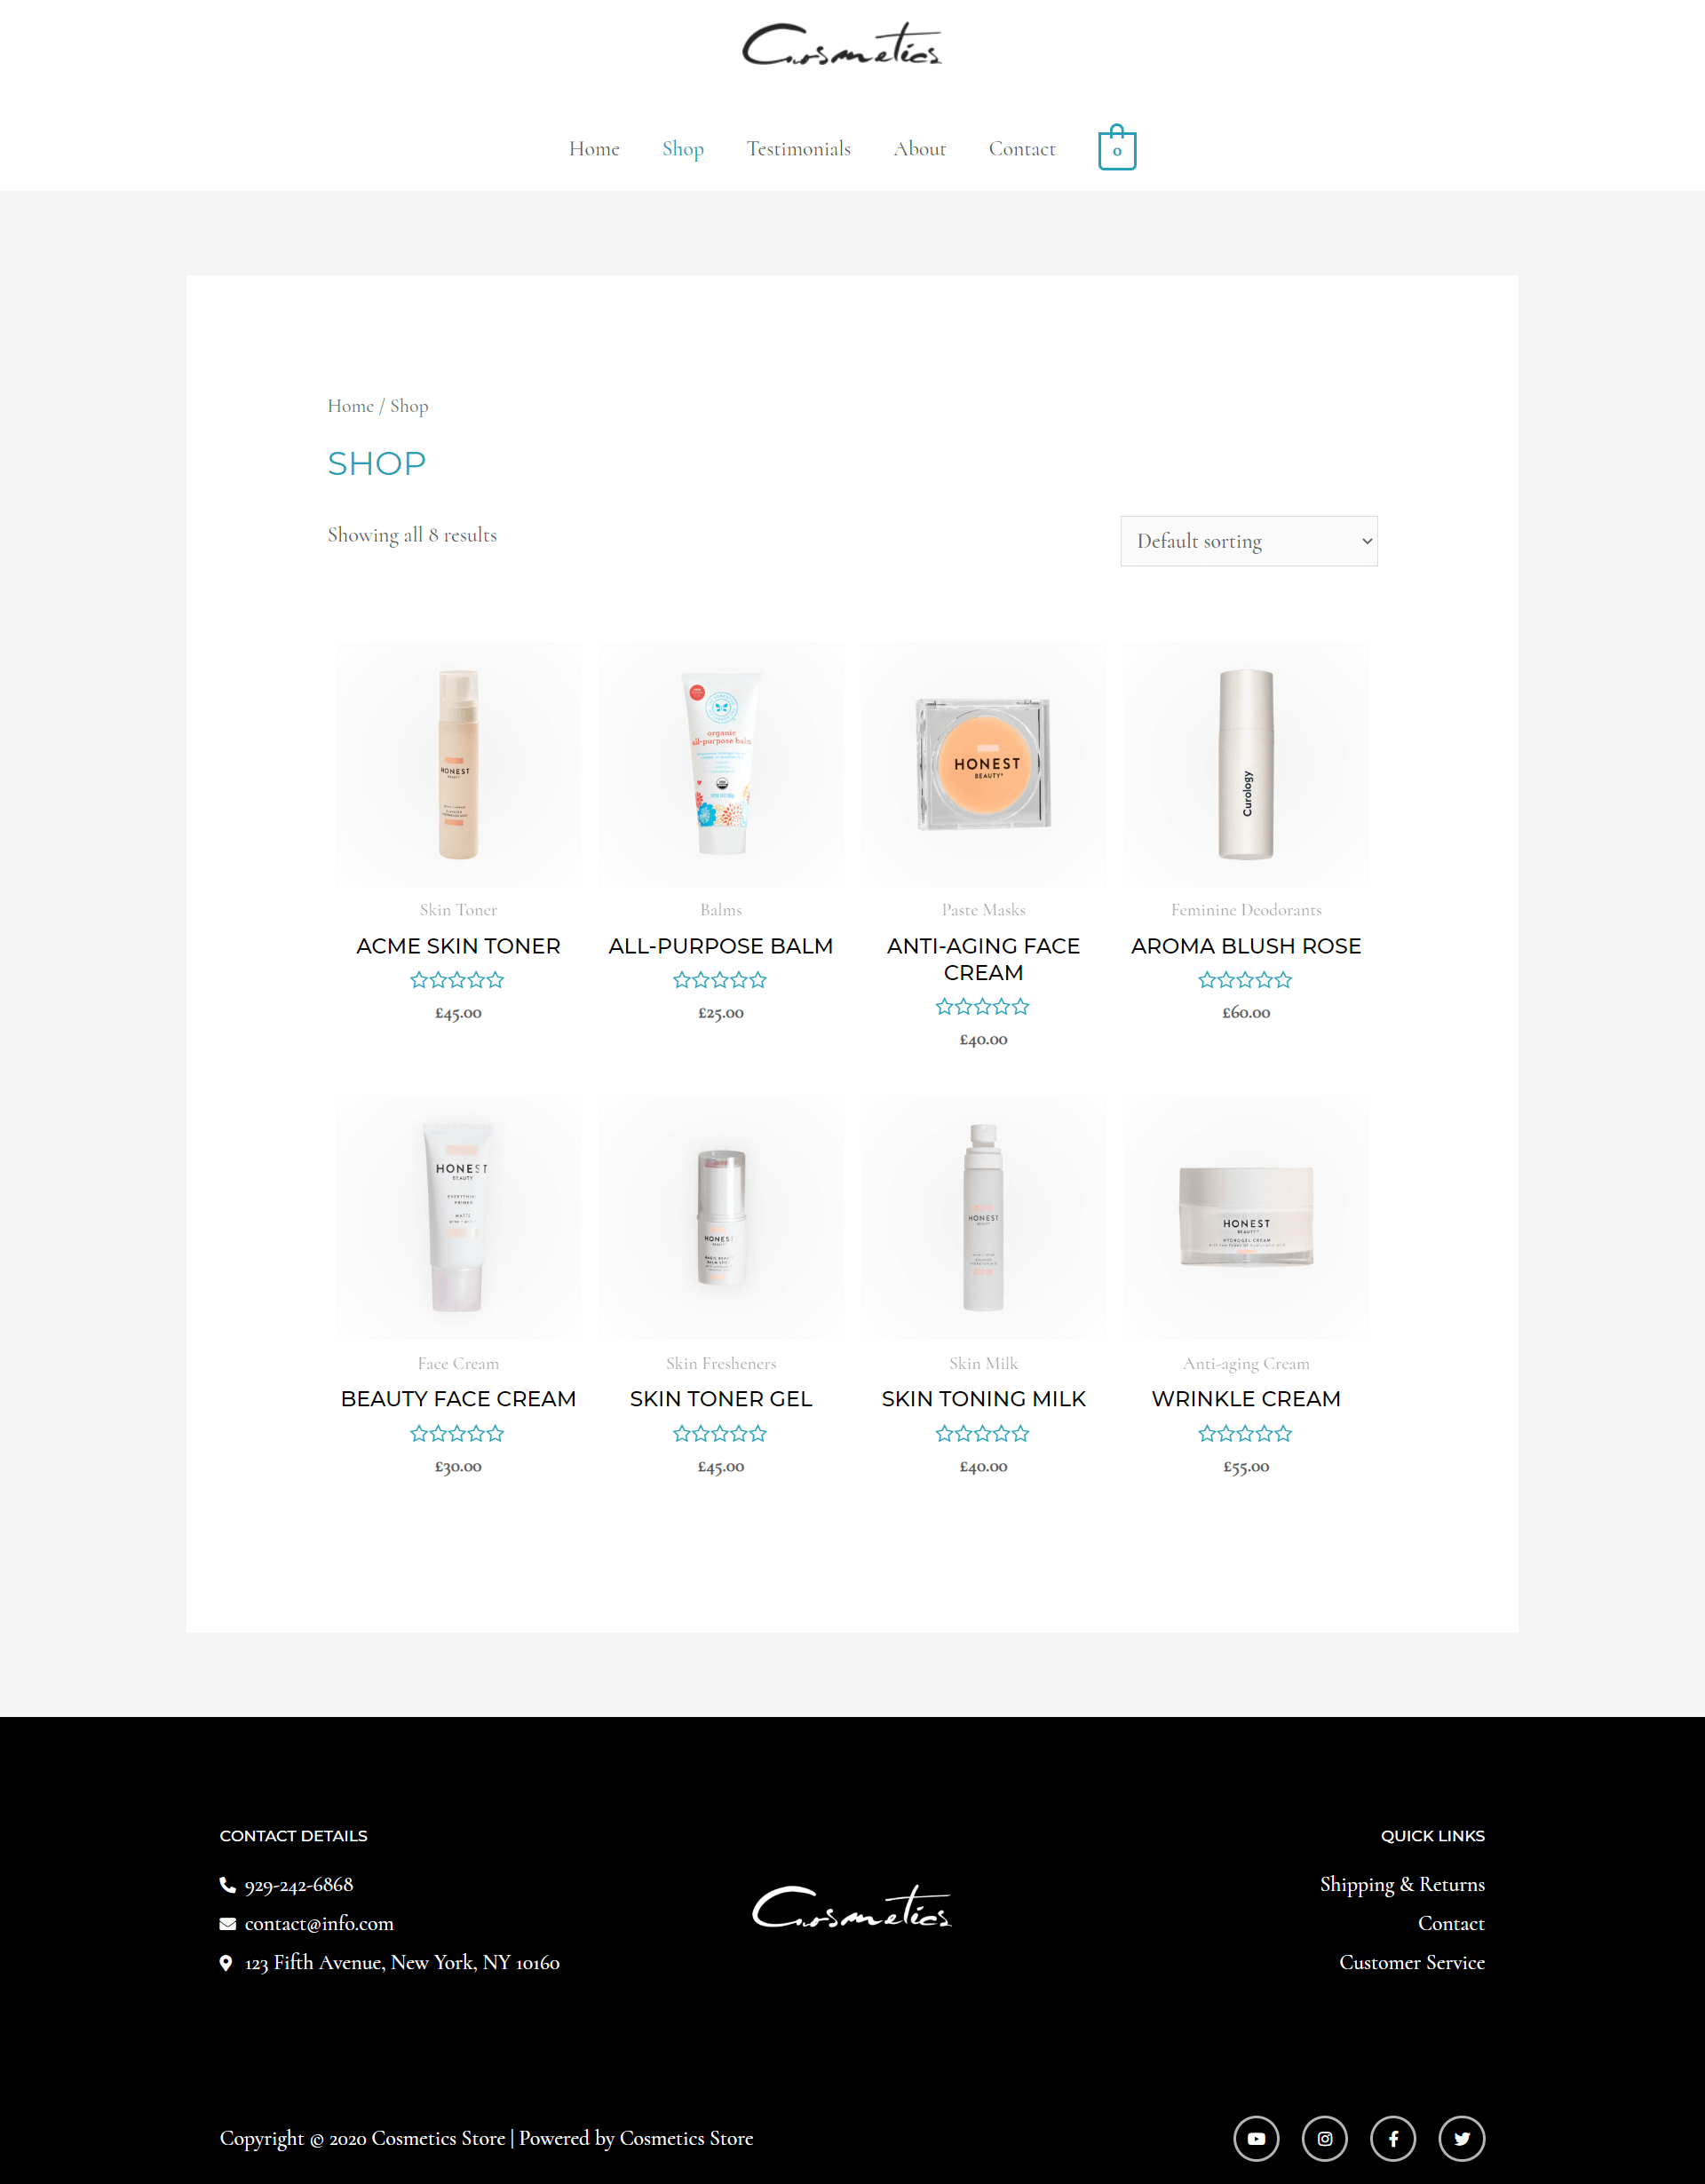 Cosmetics
Home Shop Testimonials About Contact 0
Home / Shop
SHOP
Showing all 8 results
Default sorting
HONEST
BEAUTY
organic
all-purpose balm
HONEST
BEAUTY
Curology
Skin Toner
ACME SKIN TONER
£45.00
Balms
ALL-PURPOSE BALM
£25.00
Paste Masks
ANTI-AGING FACE
CREAM
£40.00
Feminine Deodorants
AROMA BLUSH ROSE
£60.00
HONEST
BEAUTY
MATTE
HONEST
BEAUTY
HONEST
BEAUTY
HONEST
BEAUTY
HYDROGEL CREAM
Face Cream
BEAUTY FACE CREAM
£30.00
Skin Fresheners
SKIN TONER GEL
£45.00
Skin Milk
SKIN TONING MILK
£40.00
Anti-aging Cream
WRINKLE CREAM
£55.00
CONTACT DETAILS
929-242-6868
contact@info.com
123 Fifth Avenue, New York, NY 10160
Cosmetics
QUICK LINKS
Shipping & Returns
Contact
Customer Service
Copyright © 2020 Cosmetics Store | Powered by Cosmetics Store